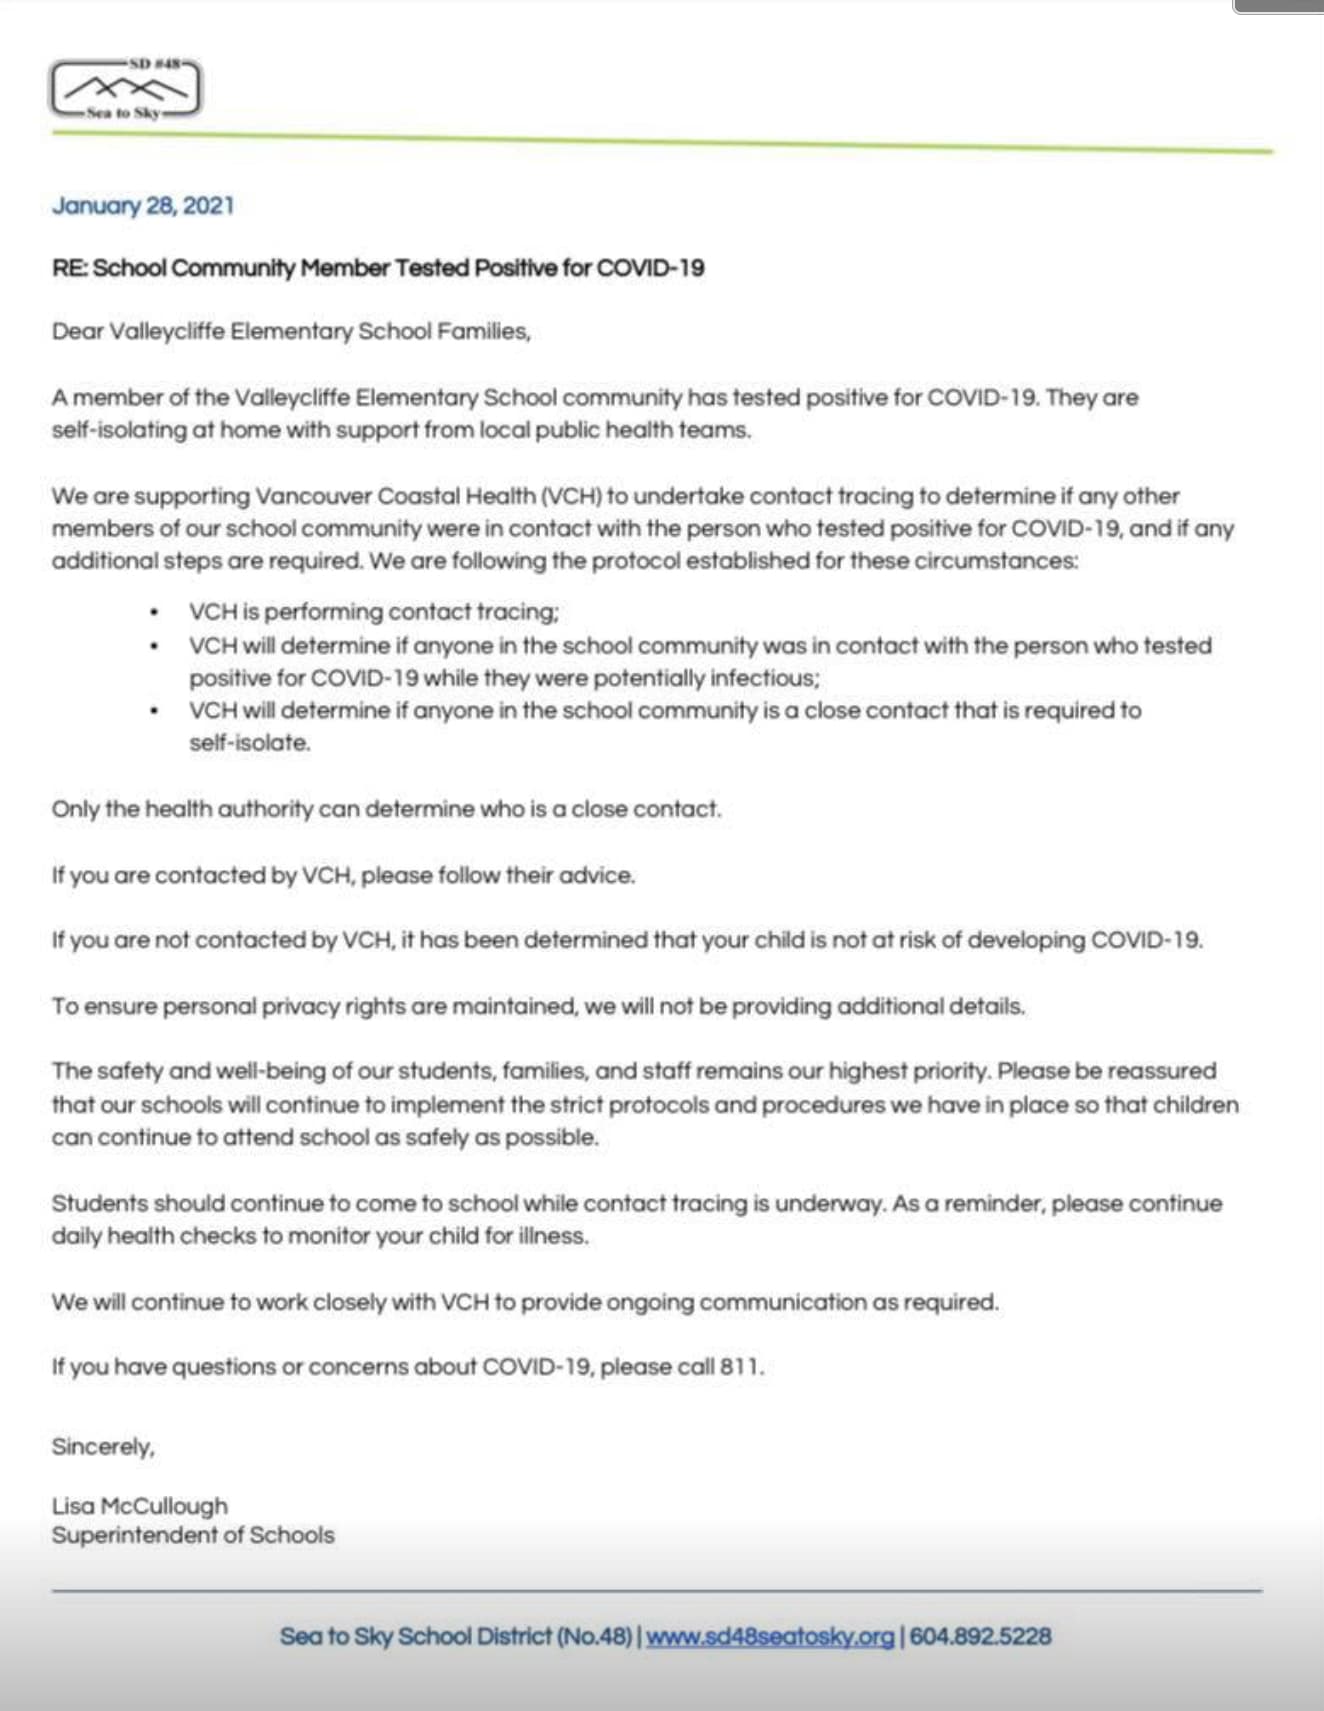 SD #48
Sea to Sky
January 28, 2021
RE: School Community Member Tested Positive for COVID-19
Dear Valleycliffe Elementary School Families,
A member of the Valleycliffe Elementary School community has tested positive for COVID-19. They are
self-isolating at home with support from local public health teams.
We are supporting Vancouver Coastal Health (VCH) to undertake contact tracing to determine if any other
members of our school community were in contact with the person who tested positive for COVID-19, and if any
additional steps are required. We are following the protocol established for these circumstances:
• VCH is performing contact tracing;
• VCH will determine if anyone in the school community was in contact with the person who tested
positive for COVID-19 while they were potentially infectious;
• VCH will determine if anyone in the school community is a close contact that is required to
self-isolate.
Only the health authority can determine who is a close contact.
If you are contacted by VCH, please follow their advice.
If you are not contacted by VCH, it has been determined that your child is not at risk of developing COVID-19.
To ensure personal privacy rights are maintained, we will not be providing additional details.
The safety and well-being of our students, families, and staff remains our highest priority. Please be reassured
that our schools will continue to implement the strict protocols and procedures we have in place so that children
can continue to attend school as safely as possible.
Students should continue to come to school while contact tracing is underway. As a reminder, please continue
daily health checks to monitor your child for illness.
We will continue to work closely with VCH to provide ongoing communication as required.
If you have questions or concerns about COVID-19, please call 811.
Sincerely,
Lisa McCullough
Superintendent of Schools
Sea to Sky School District (No.48) | www.sd48seatosky.org | 604.892.5228